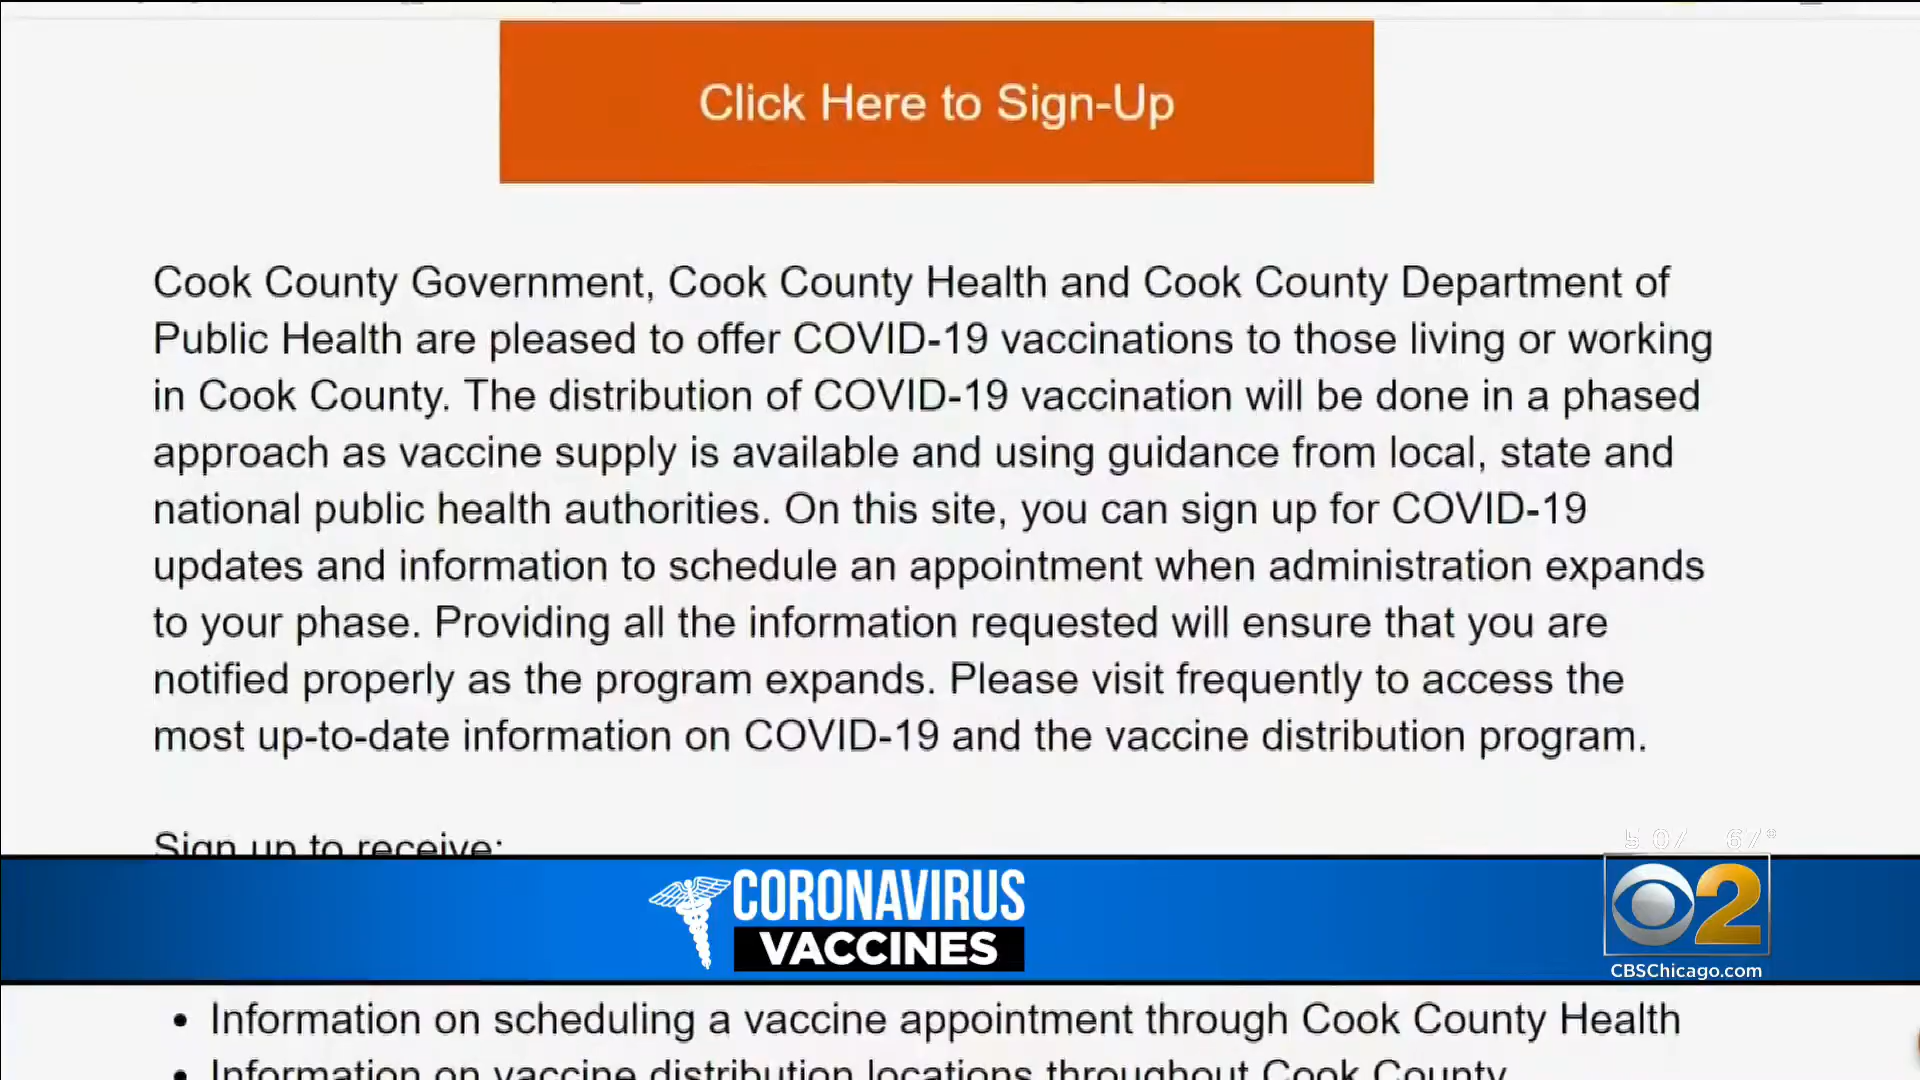 Click Here to Sign-Up
Cook County Government, Cook County Health and Cook County Department of
Public Health are pleased to offer COVID-19 vaccinations to those living or working
in Cook County. The distribution of COVID-19 vaccination will be done in a phased
approach as vaccine supply is available and using guidance from local, state and
national public health authorities. On this site, you can sign up for COVID-19
updates and information to schedule an appointment when administration expands
to your phase. Providing all the information requested will ensure that you are
notified properly as the program expands. Please visit frequently to access the
most up-to-date information on COVID-19 and the vaccine distribution program.
Sign up to receive:
5:07 67°
CORONAVIRUS
VACCINES
2
CBSChicago.com
• Information on scheduling a vaccine appointment through Cook County Health
• Information on vaccine distribution locations throughout Cook County